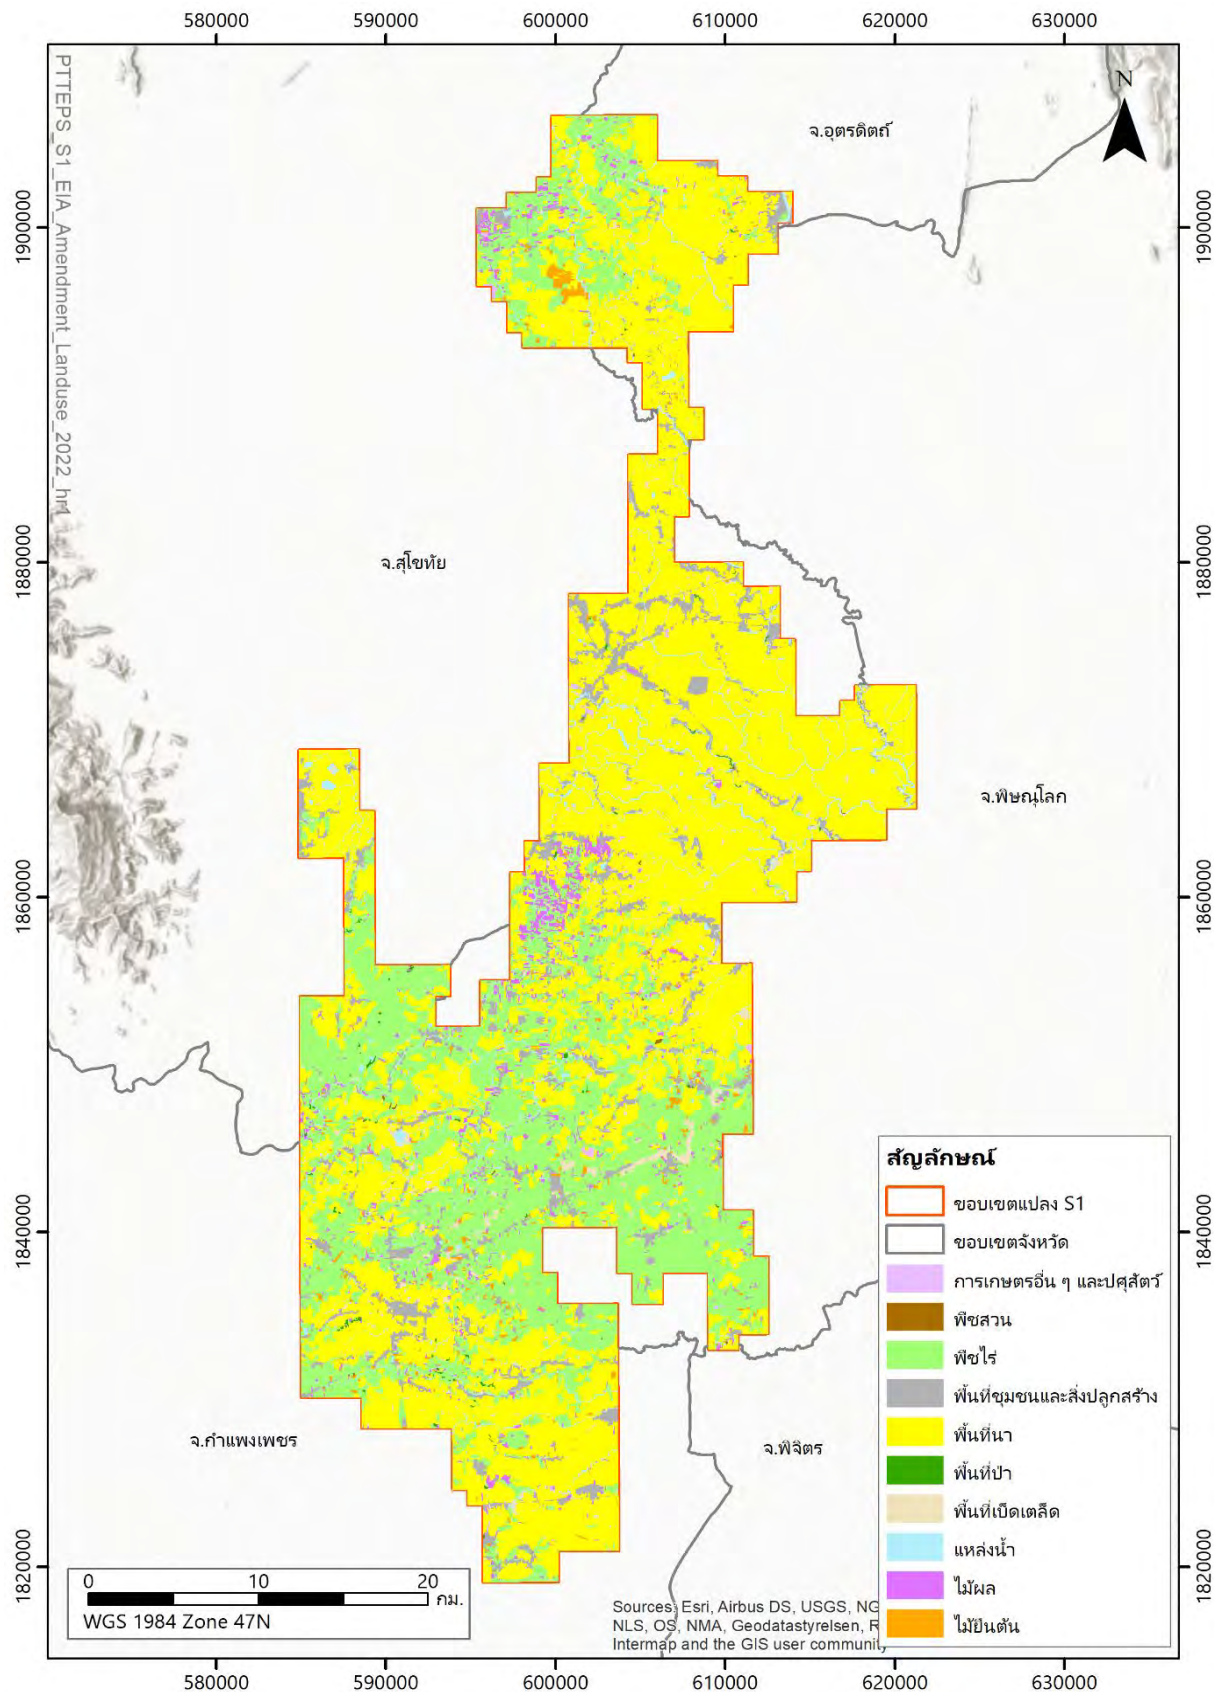 580000 590000 600000 610000 620000 630000
PTTEPS_S1_EIA_Amendment_Landuse_2022_hn1
N
จ.อุตรดิตถ์
1900000 1900000
จ.สุโขทัย
1880000 1880000
จ.พิษณุโลก
1860000 1860000
1840000 1840000
จ.กำแพงเพชร
จ.พิจิตร
1820000 1820000
สัญลักษณ์
ขอบเขตแปลง S1
ขอบเขตจังหวัด
การเกษตรอื่น ๆ และปศุสัตว์
พืชสวน
พืชไร่
พื้นที่ชุมชนและสิ่งปลูกสร้าง
พื้นที่นา
พื้นที่ป่า
พื้นที่เบ็ดเตล็ด
แหล่งน้ำ
ไม้ผล
ไม้ยืนต้น
0 10 20
กม.
WGS 1984 Zone 47N
Sources: Esri, Airbus DS, USGS, NG
NLS, OS, NMA, Geodatastyrelsen, R
Intermap and the GIS user community
580000 590000 600000 610000 620000 630000